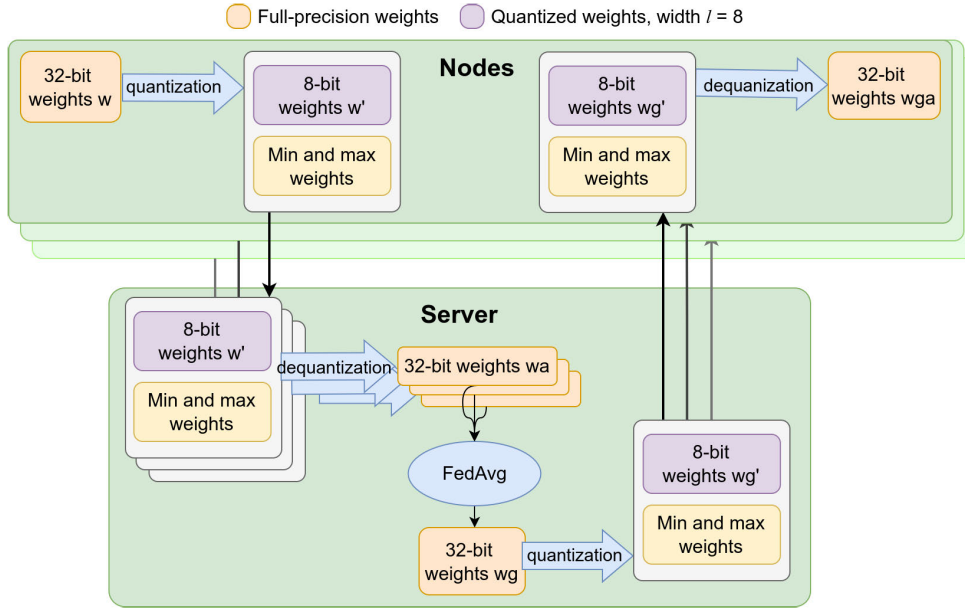 Full-precision weights
Quantized weights, width l = 8
Nodes
32-bit
weights w
quantization
8-bit
weights w'
Min and max
weights
8-bit
weights wg'
Min and max
weights
dequanization
32-bit
weights wga
Server
8-bit
weights w'
Min and max
weights
dequantization
32-bit weights wa
FedAvg
32-bit
weights wg
quantization
8-bit
weights wg'
Min and max
weights